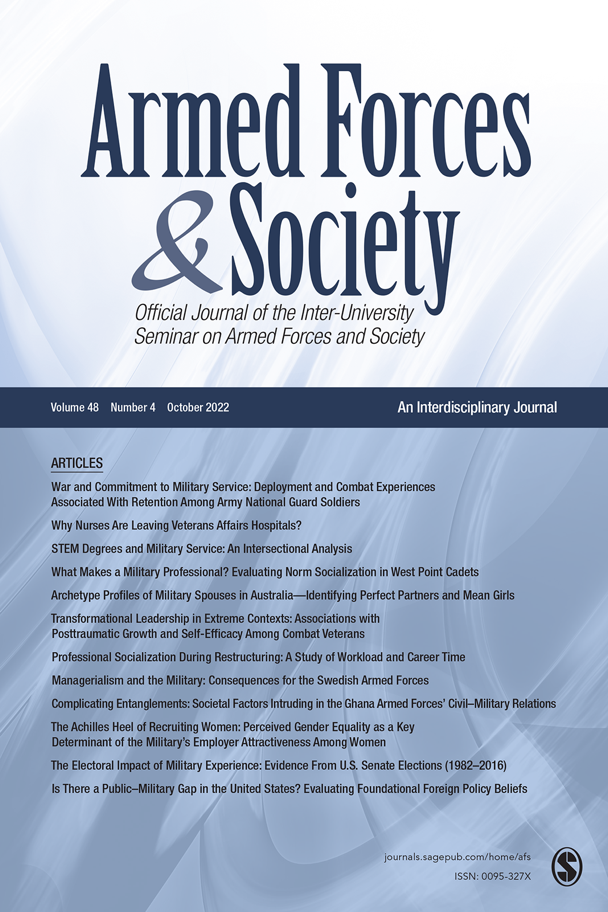 Armed Forces
& Society
Official Journal of the Inter-University
Seminar on Armed Forces and Society
Volume 48 Number 4 October 2022 An Interdisciplinary Journal
ARTICLES
War and Commitment to Military Service: Deployment and Combat Experiences
Associated With Retention Among Army National Guard Soldiers
Why Nurses Are Leaving Veterans Affairs Hospitals?
STEM Degrees and Military Service: An Intersectional Analysis
What Makes a Military Professional? Evaluating Norm Socialization in West Point Cadets
Archetype Profiles of Military Spouses in Australia—Identifying Perfect Partners and Mean Girls
Transformational Leadership in Extreme Contexts: Associations with
Posttraumatic Growth and Self-Efficacy Among Combat Veterans
Professional Socialization During Restructuring: A Study of Workload and Career Time
Managerialism and the Military: Consequences for the Swedish Armed Forces
Complicating Entanglements: Societal Factors Intruding in the Ghana Armed Forces’ Civil–Military Relations
The Achilles Heel of Recruiting Women: Perceived Gender Equality as a Key
Determinant of the Military’s Employer Attractiveness Among Women
The Electoral Impact of Military Experience: Evidence From U.S. Senate Elections (1982–2016)
Is There a Public–Military Gap in the United States? Evaluating Foundational Foreign Policy Beliefs
journals.sagepub.com/home/afs
ISSN: 0095-327X